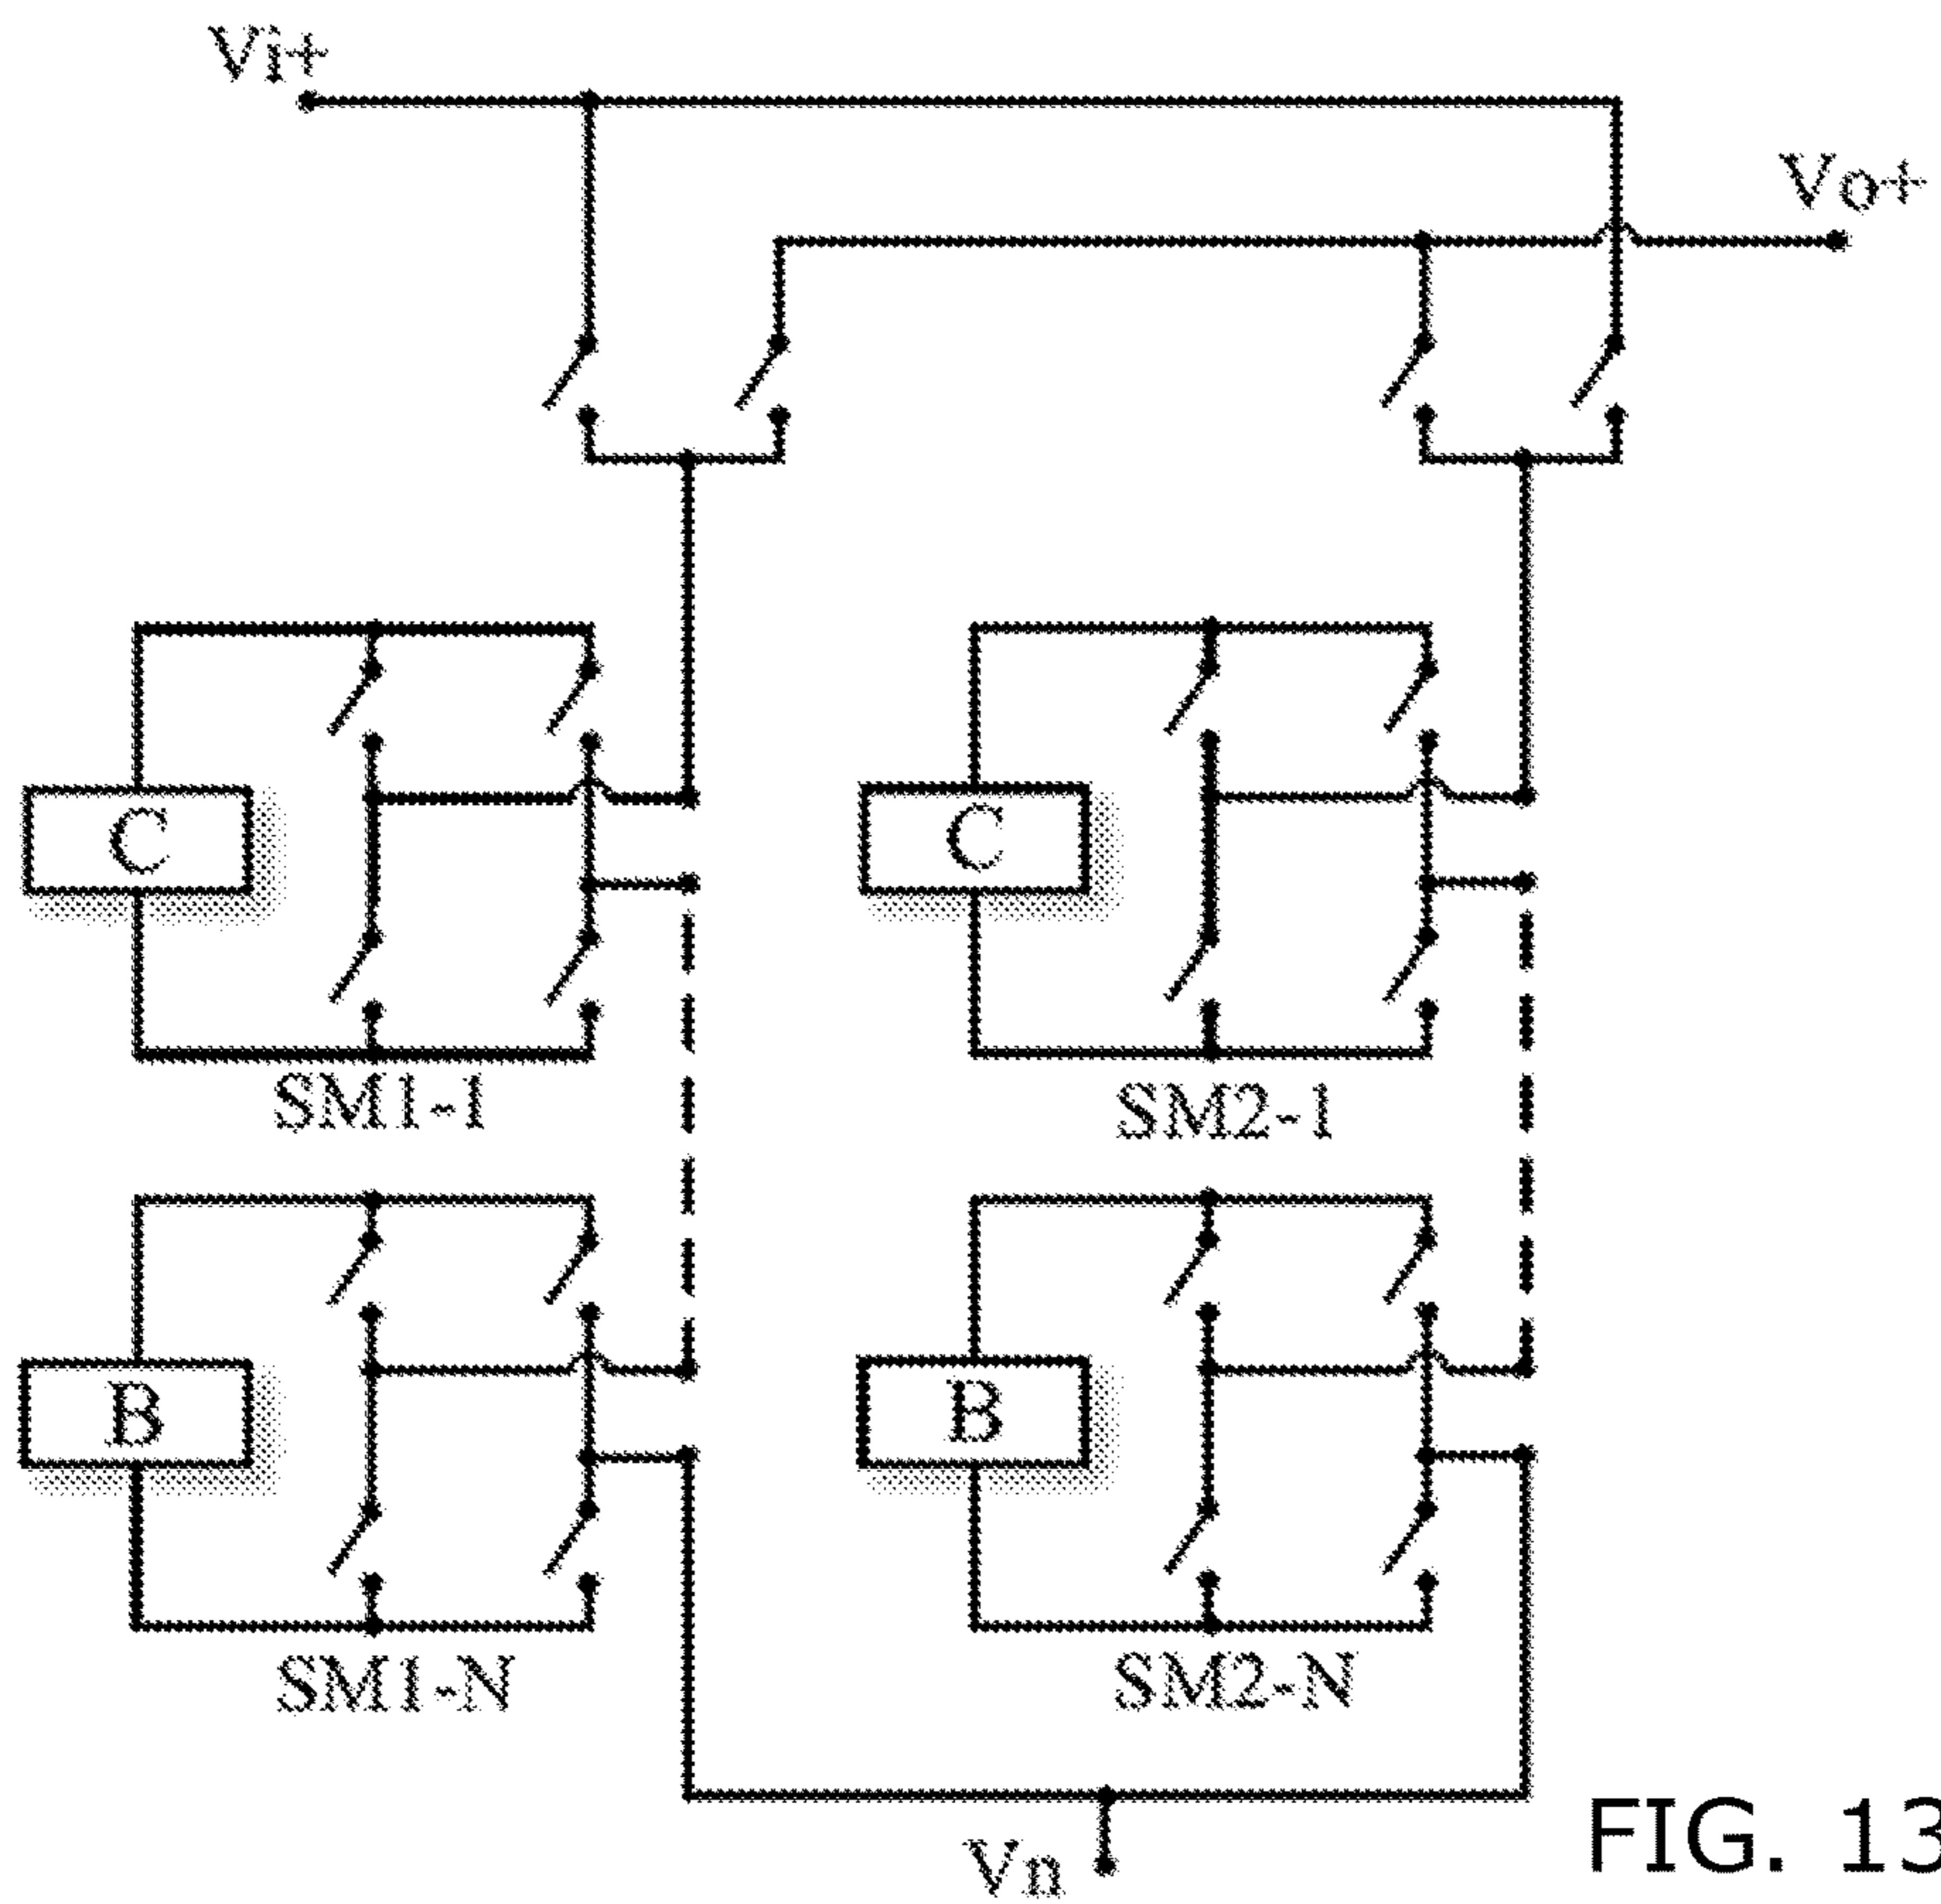 Vi+
Vo+
C
C
SM1-1
SM2-1
B
B
SM1-N
SM2-N
Vn
FIG. 13